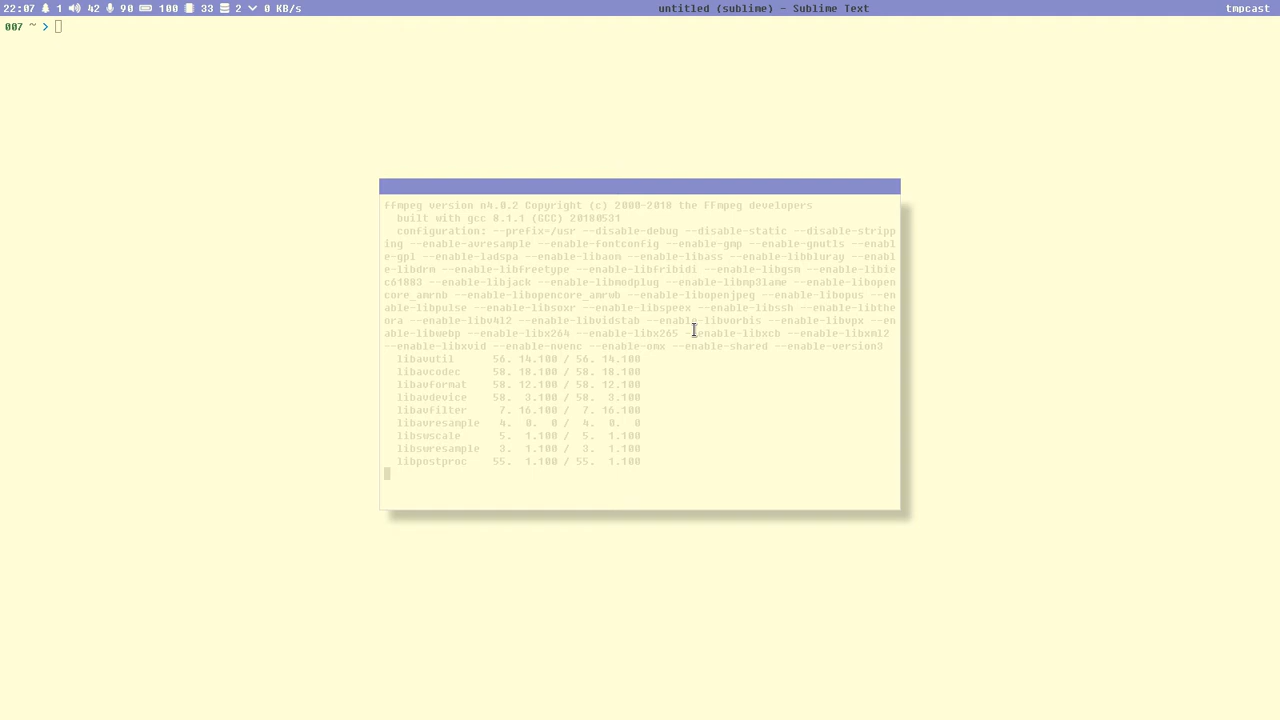 22:07 1 42 90 100 33 2 0 KB/s untitled (sublime) - Sublime Text tmpcast
007 ~ >
ffmpeg version n4.0.2 Copyright (c) 2000-2018 the FFmpeg developers
built with gcc 8.1.1 (GCC) 20180531
configuration: --prefix=/usr --disable-debug --disable-static --disable-stripp
ing --enable-avresample --enable-fontconfig --enable-gmp --enable-gnutls --enabl
e-gpl --enable-ladspa --enable-libaom --enable-libass --enable-libbluray --enabl
e-libdrm --enable-libfreetype --enable-libfribidi --enable-libgsm --enable-libie
c61883 --enable-libjack --enable-libmodplug --enable-libmp3lame --enable-libopen
core_amrnb --enable-libopencore_amrwb --enable-libopenjpeg --enable-libopus --en
able-libpulse --enable-libsoxr --enable-libspeex --enable-libssh --enable-libthe
ora --enable-libv4l2 --enable-libvidstab --enable-libvorbis --enable-libvpx --en
able-libwebp --enable-libx264 --enable-libx265 --enable-libxcb --enable-libxml2
--enable-libxvid --enable-nvenc --enable-omx --enable-shared --enable-version3
libavutil 56. 14.100 / 56. 14.100
libavcodec 58. 18.100 / 58. 18.100
libavformat 58. 12.100 / 58. 12.100
libavdevice 58. 3.100 / 58. 3.100
libavfilter 7. 16.100 / 7. 16.100
libavresample 4. 0. 0 / 4. 0. 0
libswscale 5. 1.100 / 5. 1.100
libswresample 3. 1.100 / 3. 1.100
libpostproc 55. 1.100 / 55. 1.100